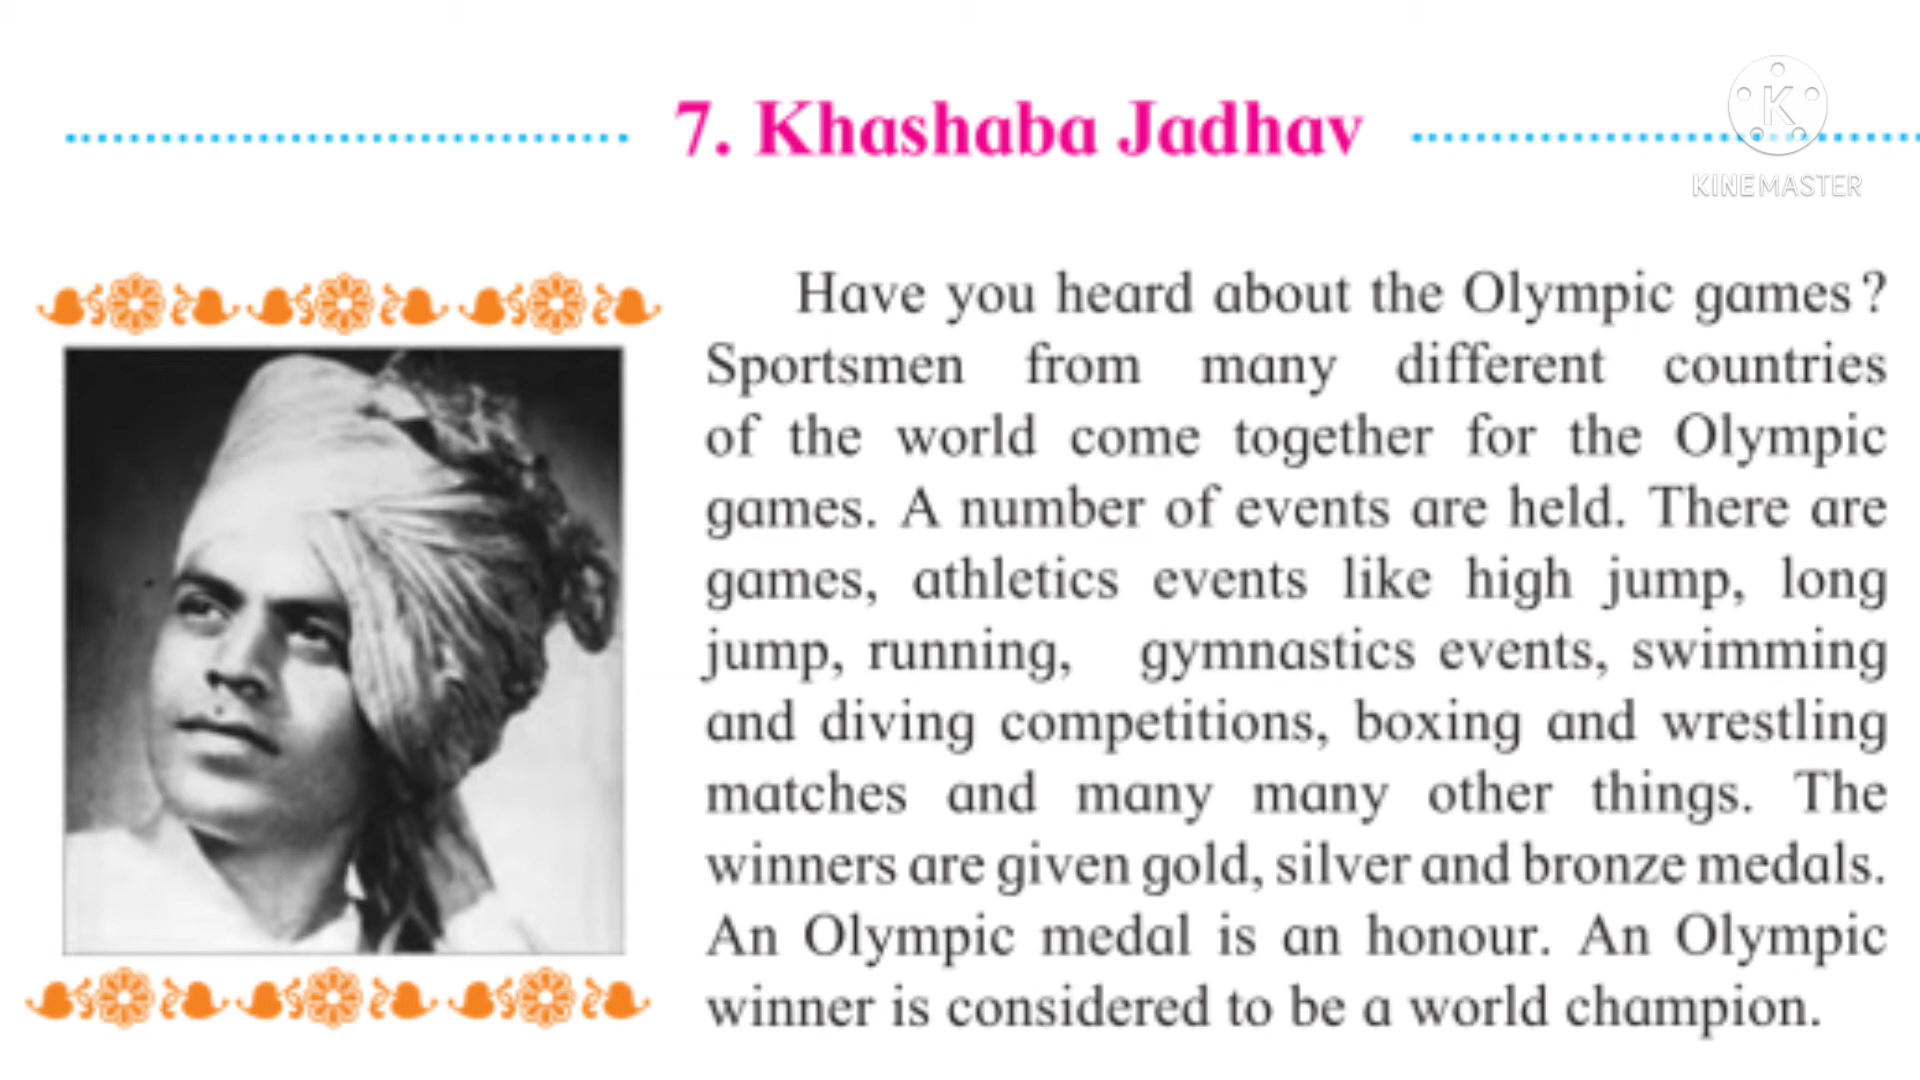 7. Khashaba Jadhav
K
KINEMASTER
Have you heard about the Olympic games?
Sportsmen from many different countries
of the world come together for the Olympic
games. A number of events are held. There are
games, athletics events like high jump, long
jump, running, gymnastics events, swimming
and diving competitions, boxing and wrestling
matches and many many other things. The
winners are given gold, silver and bronze medals.
An Olympic medal is an honour. An Olympic
winner is considered to be a world champion.